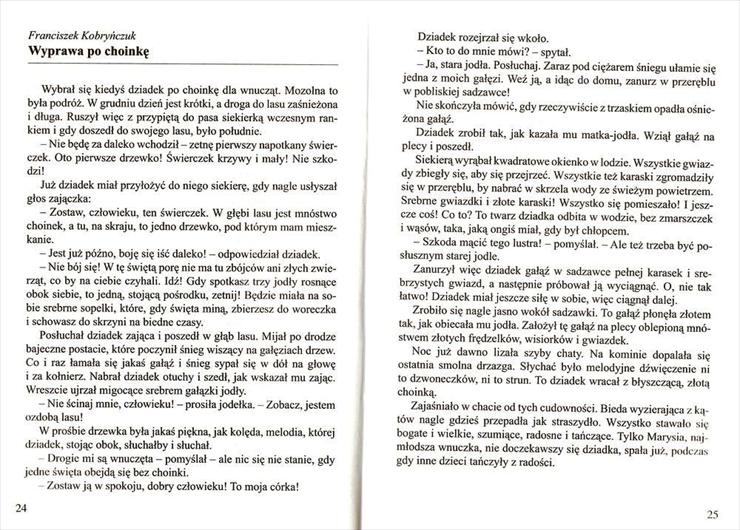 Franciszek Kobryńczuk
Wyprawa po choinkę
Wybrał się kiedyś dziadek po choinkę dla wnucząt. Mozolna to
była podróż. W grudniu dzień jest krótki, a droga do lasu zaśnieżona
i długa. Ruszył więc z przypiętą do pasa siekierką wczesnym ran-
kiem i gdy doszedł do swojego lasu, było południe.
– Nie będę za daleko wchodził – zetnę pierwszy napotkany świer-
czek. Oto pierwsze drzewko! Świerczek krzywy i mały! Nie szko-
dzi!
Już dziadek miał przyłożyć do niego siekierę, gdy nagle usłyszał
głos zajączka:
– Zostaw, człowieku, ten świerczek. W głębi lasu jest mnóstwo
choinek, a tu, na skraju, to jedno drzewko, pod którym mam miesz-
kanie.
– Jest już późno, boję się iść daleko! – odpowiedział dziadek.
– Nie bój się! W tę świętą porę nie ma tu zbójców ani złych zwie-
rząt, co by na ciebie czyhali. Idź! Gdy spotkasz trzy jodły rosnące
obok siebie, to jedną, stojącą pośrodku, zetnij! Będzie miała na so-
bie srebrne sopelki, które, gdy święta miną, zbierzesz do woreczka
i schowasz do skrzyni na biedne czasy.
Posłuchał dziadek zająca i poszedł w głąb lasu. Mijał po drodze
bajeczne postacie, które poczynił śnieg wiszący na gałęziach drzew.
Co i raz łamała się jakaś gałąź i śnieg sypał się w dół na głowę
i za kołnierz. Nabrał dziadek otuchy i szedł, jak wskazał mu zając.
Wreszcie ujrzał migocące srebrem gałązki jodły.
– Nie ścinaj mnie, człowieku! – prosiła jodełka. – Zobacz, jestem
ozdobą lasu!
W prośbie drzewka była jakaś piękna, jak kolęda, melodia, której
dziadek, stojąc obok, słuchałby i słuchał.
– Drogie mi są wnuczęta – pomyślał – ale nic się nie stanie, gdy
jedne święta obejdą się bez choinki.
– Zostaw ją w spokoju, dobry człowieku! To moja córka!
24
Dziadek rozejrzał się wkoło.
– Kto to do mnie mówi? – spytał.
– Ja, stara jodła. Posłuchaj. Zaraz pod ciężarem śniegu ułamie się
jedna z moich gałęzi. Weź ją, a idąc do domu, zanurz w przeręblu
w pobliskiej sadzawce!
Nie skończyła mówić, gdy rzeczywiście z trzaskiem opadła ośnie-
żona gałąź.
Dziadek zrobił tak, jak kazała mu matka-jodła. Wziął gałąź na
plecy i poszedł.
Siekierą wyrąbał kwadratowe okienko w lodzie. Wszystkie gwiaz-
dy zbiegły się, aby się przejrzeć. Wszystkie też karaski zgromadziły
się w przeręblu, by nabrać w skrzela wody ze świeżym powietrzem.
Srebrne gwiazdki i złote karaski! Wszystko się pomieszało! I jesz-
cze coś! Co to? To twarz dziadka odbita w wodzie, bez zmarszczek
i wąsów, taka, jaką ongiś miał, gdy był chłopcem.
– Szkoda mącić tego lustra! – pomyślał. – Ale też trzeba być po-
słusznym starej jodle.
Zanurzył więc dziadek gałąź w sadzawce pełnej karasek i sre-
brzystych gwiazd, a następnie próbował ją wyciągnąć. O, nie tak
łatwo! Dziadek miał jeszcze siłę w sobie, więc ciągnął dalej.
Zrobiło się nagle jasno wokół sadzawki. To gałąź płonęła złotem
tak, jak obiecała mu jodła. Założył tę gałąź na plecy oblepioną mnó-
stwem złotych frędzelków, wisiorków i gwiazdek.
Noc już dawno lizała szyby chaty. Na kominie dopalała się
ostatnia smolna drzazga. Słychać było melodyjne dźwięczenie ni
to dzwoneczków, ni to strun. To dziadek wracał z błyszczącą, złotą
choinką.
Zajaśniało w chacie od tych cudowności. Bieda wyzierająca z ką-
tów nagle gdzieś przepadła jak straszydło. Wszystko stawało się
bogate i wielkie, szumiące, radosne i tańczące. Tylko Marysia, naj-
młodsza wnuczka, nie doczekawszy się dziadka, spała już, podczas
gdy inne dzieci tańczyły z radości.
25